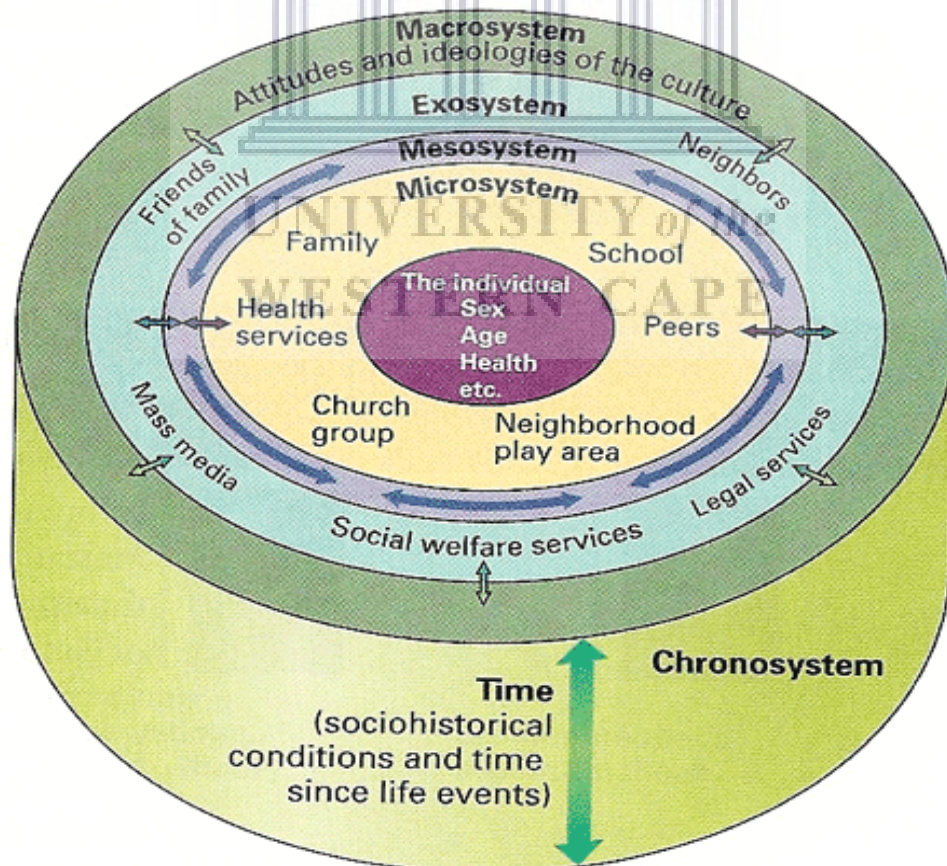 Macrosystem
Attitudes and ideologies of the culture
Exosystem
Mesosystem
Microsystem
Friends
of family
Neighbors
UNIVERSITY of the
WESTERN CAPE
Family
School
The individual
Sex
Age
Health
etc.
Health
services
Peers
Church
group
Neighborhood
play area
Mass media
Social welfare services
Legal services
Chronosystem
Time
(sociohistorical
conditions and time
since life events)